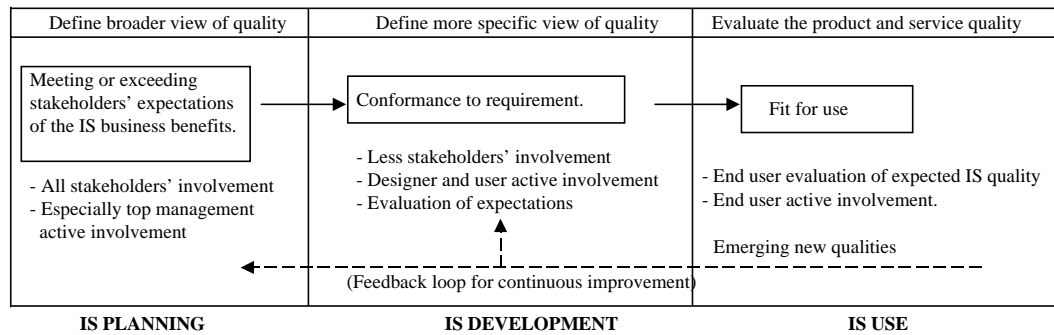 Define broader view of quality
Define more specific view of quality
Evaluate the product and service quality
Meeting or exceeding
stakeholders’ expectations
of the IS business benefits.
- All stakeholders’ involvement
- Especially top management
active involvement
Conformance to requirement.
- Less stakeholders’ involvement
- Designer and user active involvement
- Evaluation of expectations
Fit for use
- End user evaluation of expected IS quality
- End user active involvement.
Emerging new qualities
(Feedback loop for continuous improvement)
IS PLANNING
IS DEVELOPMENT
IS USE